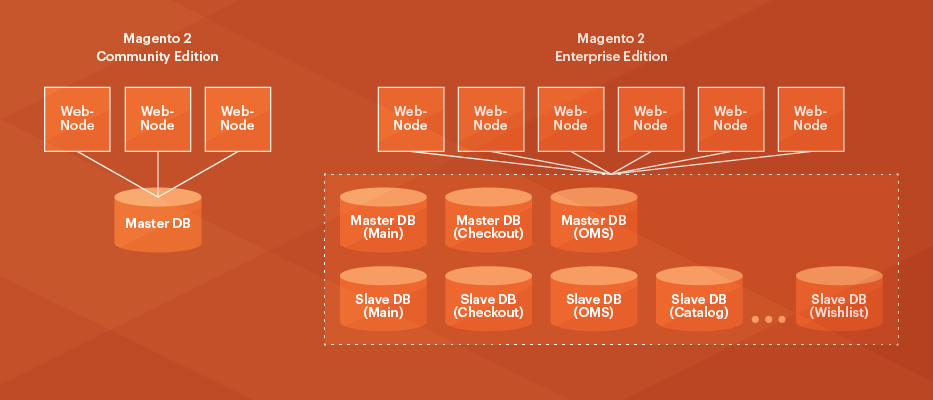 Magento 2
Community Edition
Web-
Node
Web-
Node
Web-
Node
Master DB
Magento 2
Enterprise Edition
Web-
Node
Web-
Node
Web-
Node
Web-
Node
Web-
Node
Web-
Node
Master DB
(Main)
Master DB
(Checkout)
Master DB
(OMS)
Slave DB
(Main)
Slave DB
(Checkout)
Slave DB
(OMS)
Slave DB
(Catalog)
Slave DB
(Wishlist)